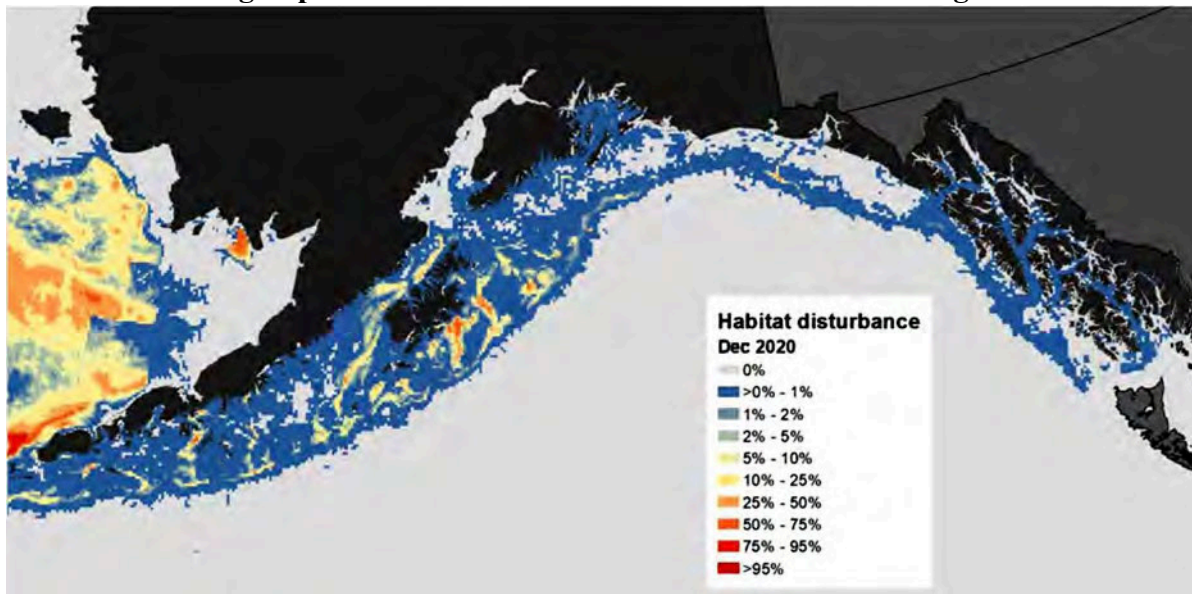 Habitat disturbance
Dec 2020
0%
>0% - 1%
1% - 2%
2% - 5%
5% - 10%
10% - 25%
25% - 50%
50% - 75%
75% - 95%
>95%